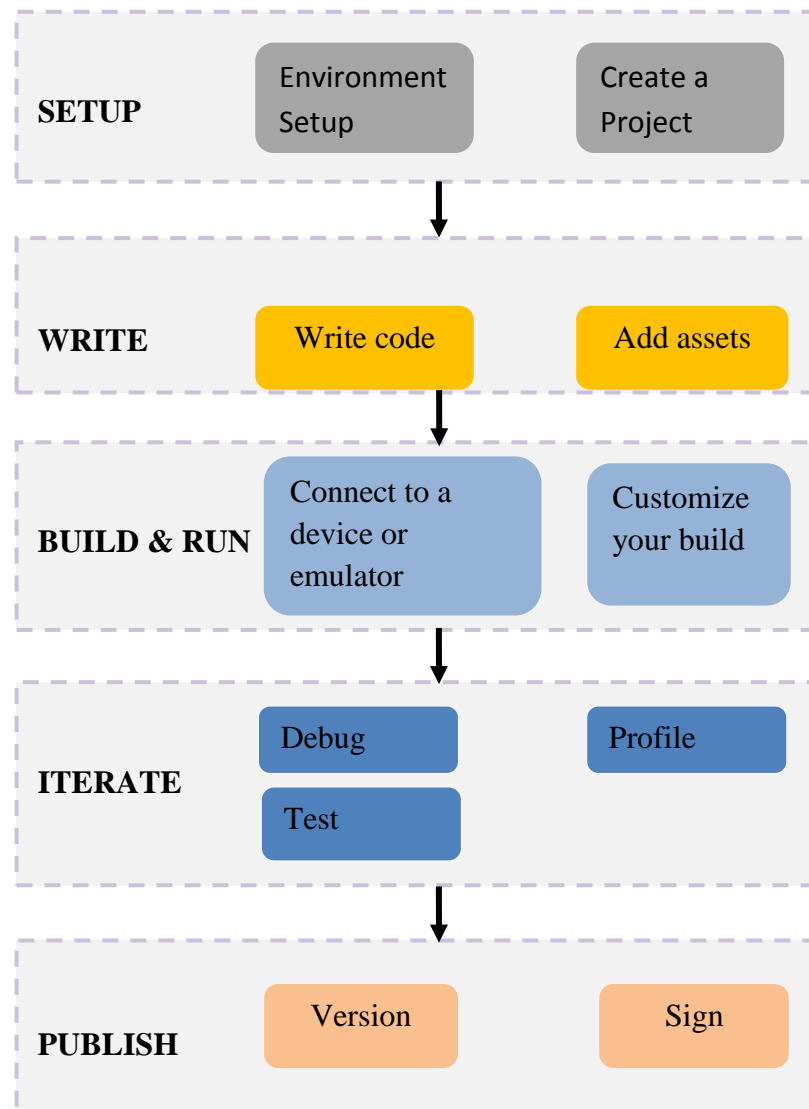 SETUP
Environment
Setup
Create a
Project
WRITE
Write code
Add assets
BUILD & RUN
Connect to a
device or
emulator
Customize
your build
ITERATE
Debug
Profile
Test
PUBLISH
Version
Sign